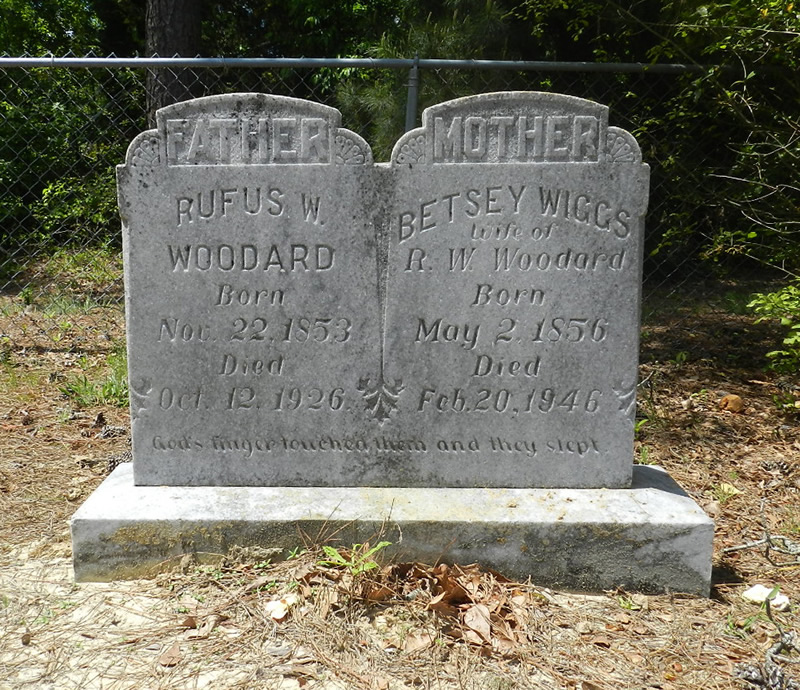 FATHER
RUFUS W.
WOODARD
Born
Nov. 22, 1853
Died
Oct. 12, 1926.
MOTHER
BETSEY WIGGS
Wife of
R. W. Woodard
Born
May 2, 1856
Died
Feb. 20, 1946
God's finger touched them and they slept.